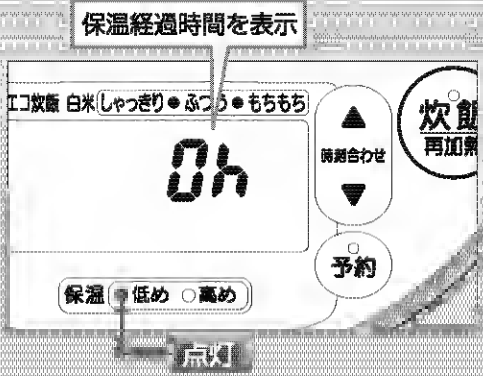 保温経過時間を表示
エコ炊飯 白米 しゃっきり●ふつう●もちもち
0h
時刻合わせ
炊飯
再加熱
予約
保温 低め 高め
点灯